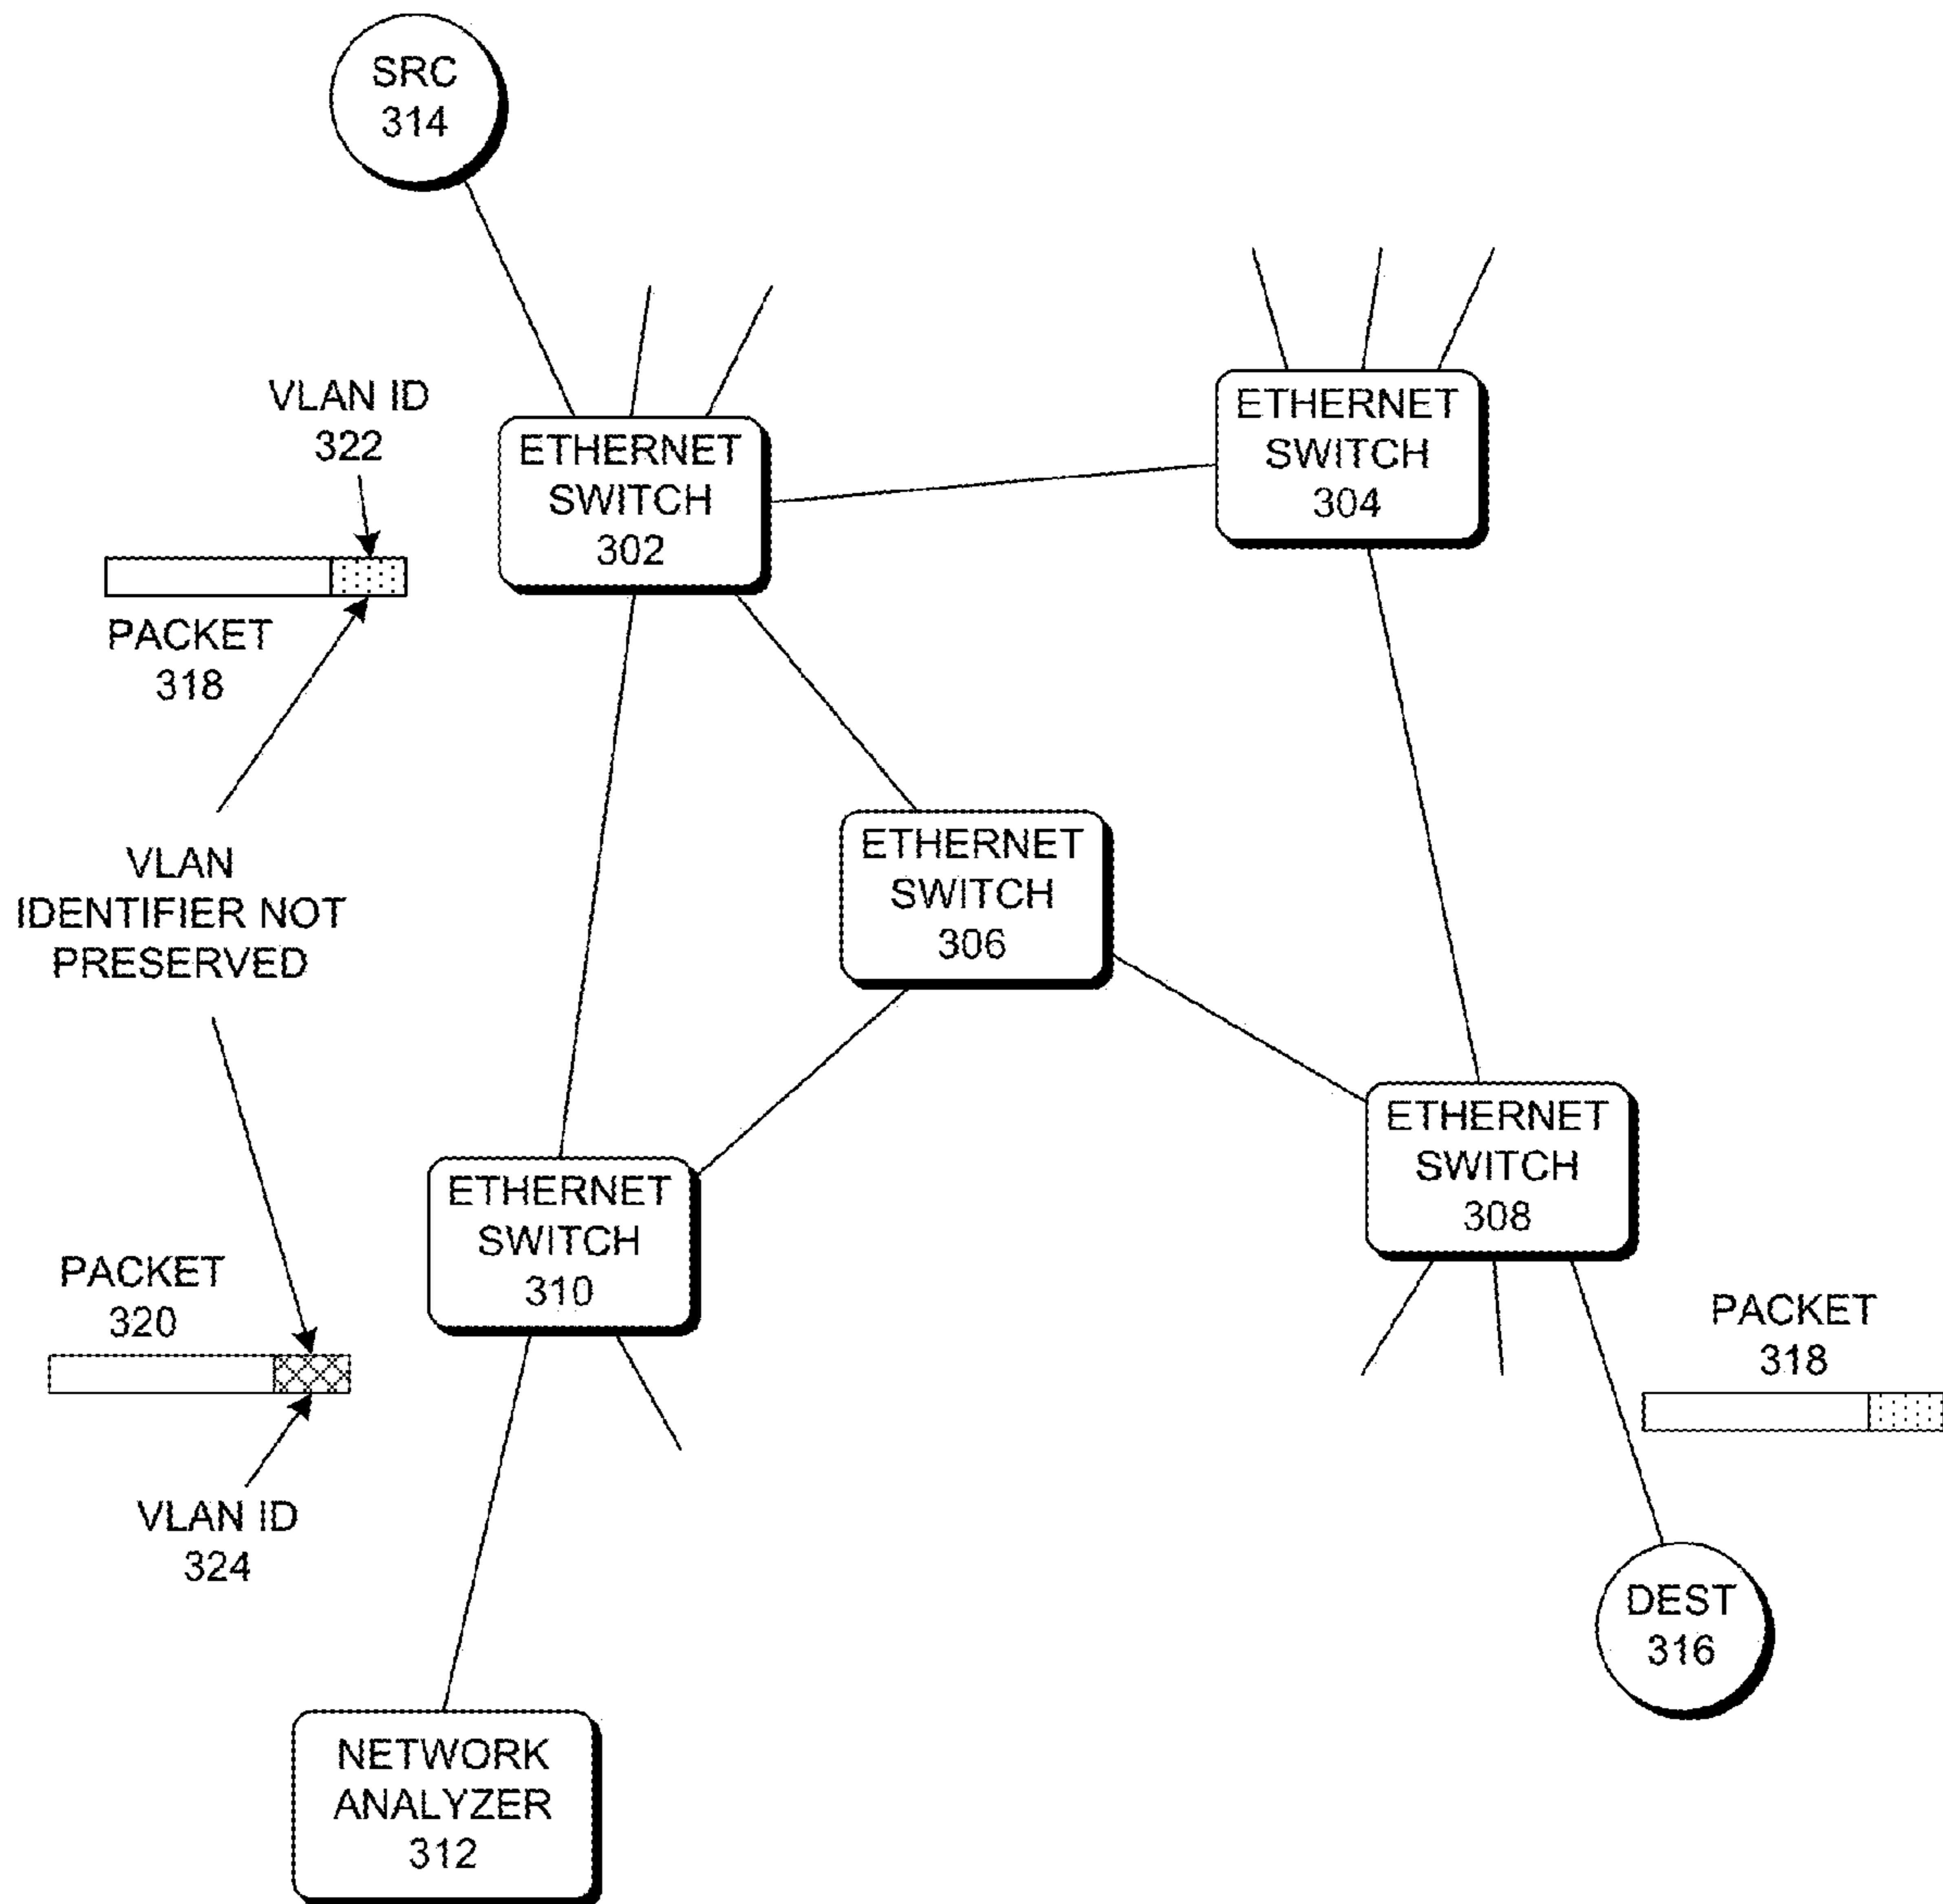 SRC
314
VLAN ID
322
ETHERNET
SWITCH
302
ETHERNET
SWITCH
304
PACKET
318
VLAN
IDENTIFIER NOT
PRESERVED
ETHERNET
SWITCH
306
ETHERNET
SWITCH
308
ETHERNET
SWITCH
310
PACKET
320
PACKET
318
VLAN ID
324
DEST
316
NETWORK
ANALYZER
312